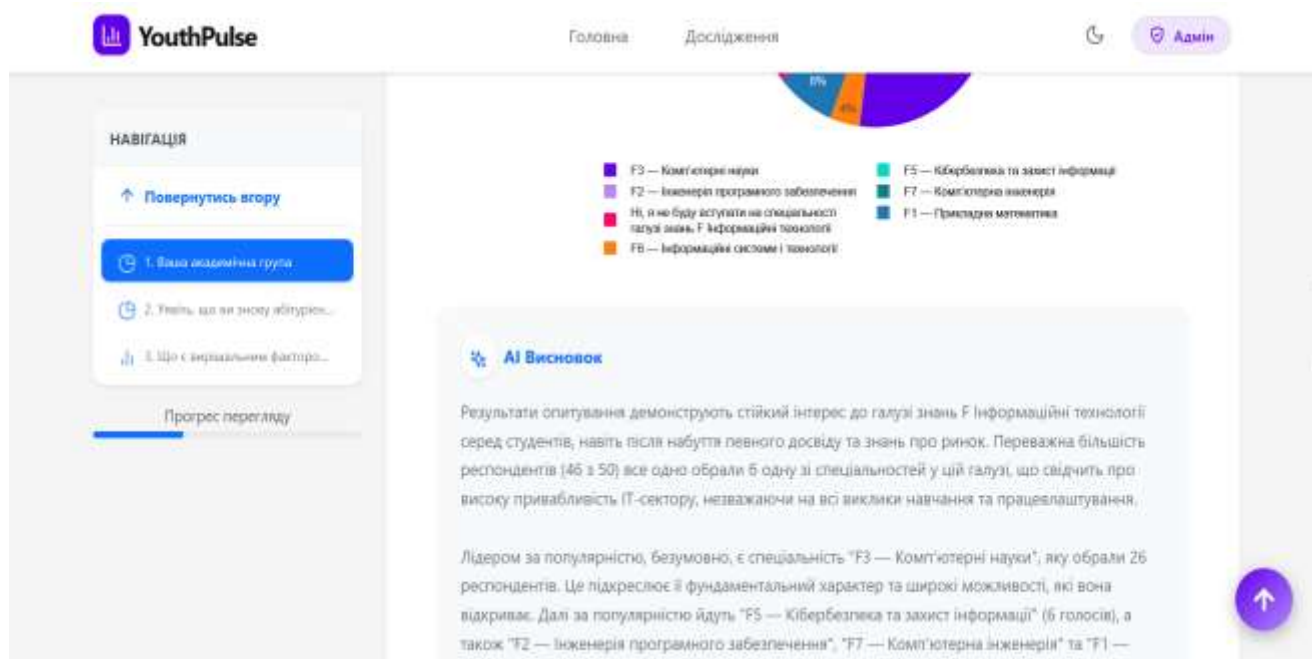 YouthPulse
Головна
Дослідження
Адмін
8%
4%
НАВІГАЦІЯ
Повернутись вгору
1. Ваша академічна група
2. Уявіть, що ви знову абітурієн...
3. Що є вирішальним факторо...
Прогрес перегляду
F3 — Комп'ютерні науки
F2 — Інженерія програмного забезпечення
Ні, я не буду вступати на спеціальності
галузі знань F Інформаційні технології
F6 — Інформаційні системи і технології
F5 — Кібербезпека та захист інформації
F7 — Комп'ютерна інженерія
F1 — Прикладна математика
AI Висновок
Результати опитування демонструють стійкий інтерес до галузі знань F Інформаційні технології
серед студентів, навіть після набуття певного досвіду та знань про ринок. Переважна більшість
респондентів (46 з 50) все одно обрали б одну зі спеціальностей у цій галузі, що свідчить про
високу привабливість ІТ-сектору, незважаючи на всі виклики навчання та працевлаштування.
Лідером за популярністю, безумовно, є спеціальність "F3 — Комп'ютерні науки", яку обрали 26
респондентів. Це підкреслює її фундаментальний характер та широкі можливості, які вона
відкриває. Далі за популярністю йдуть "F5 — Кібербезпека та захист інформації" (6 голосів), а
також "F2 — Інженерія програмного забезпечення", "F7 — Комп'ютерна інженерія" та "F1 —